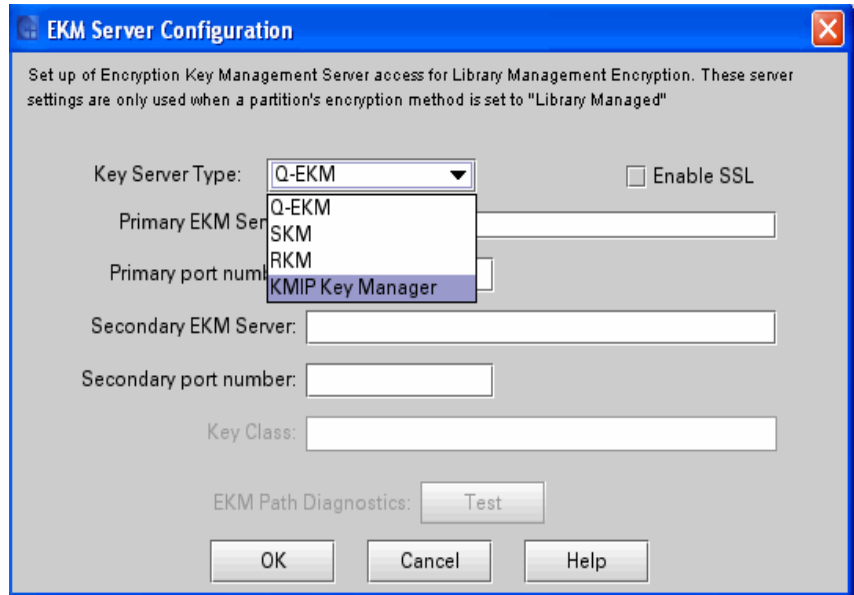 EKM Server Configuration
Set up of Encryption Key Management Server access for Library Management Encryption. These server
settings are only used when a partition's encryption method is set to "Library Managed"
Key Server Type: Q-EKM Enable SSL
Q-EKM
SKM
RKM
KMIP Key Manager
Primary EKM Ser
Primary port numb
Secondary EKM Server:
Secondary port number:
Key Class:
EKM Path Diagnostics: Test
OK Cancel Help